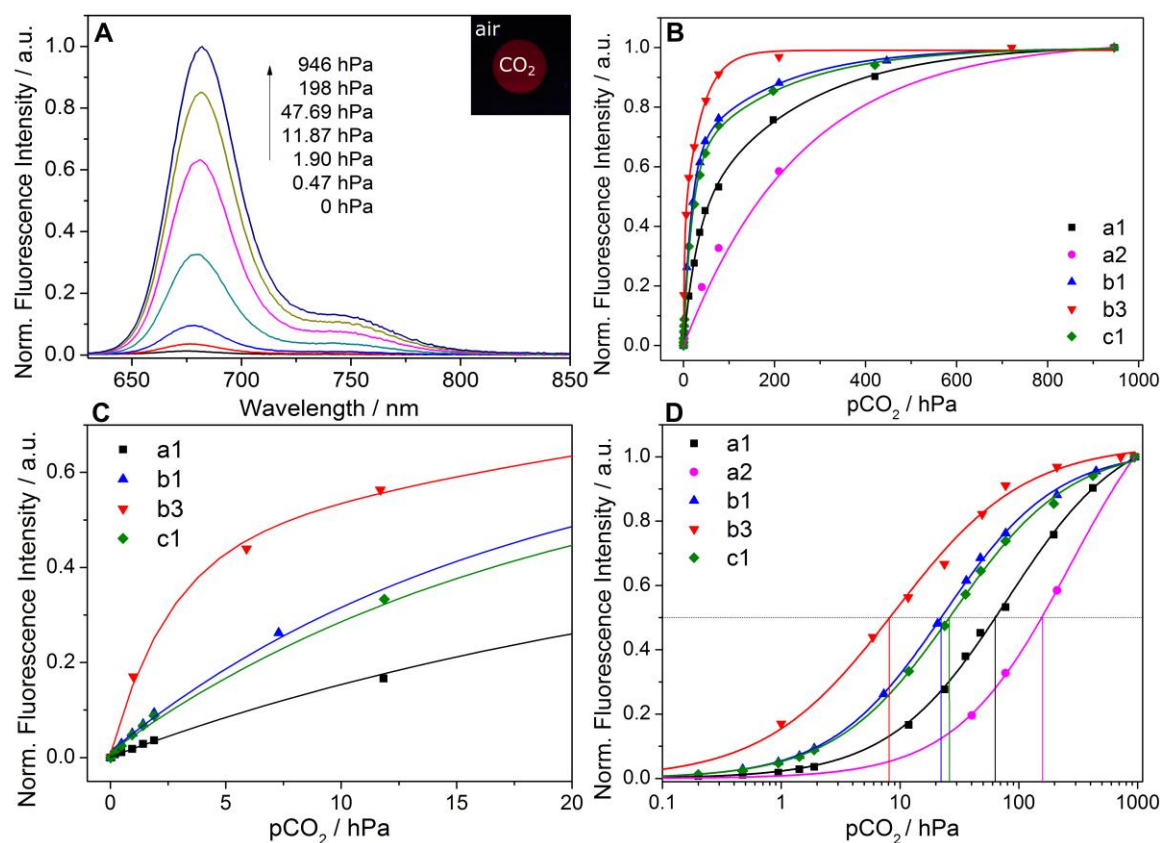 A
air
CO₂
946 hPa
198 hPa
47.69 hPa
11.87 hPa
1.90 hPa
0.47 hPa
0 hPa
Norm. Fluorescence Intensity / a.u.
1.0
0.8
0.6
0.4
0.2
0.0
650 700 750 800 850
Wavelength / nm
B
Norm. Fluorescence Intensity / a.u.
1.0
0.8
0.6
0.4
0.2
0.0
a1
a2
b1
b3
c1
0 200 400 600 800 1000
pCO₂ / hPa
C
Norm. Fluorescence Intensity / a.u.
a1
b1
b3
c1
0.6
0.4
0.2
0.0
0 5 10 15 20
pCO₂ / hPa
D
Norm. Fluorescence Intensity / a.u.
a1
a2
b1
b3
c1
1.0
0.8
0.6
0.4
0.2
0.0
0.1 1 10 100 1000
pCO₂ / hPa